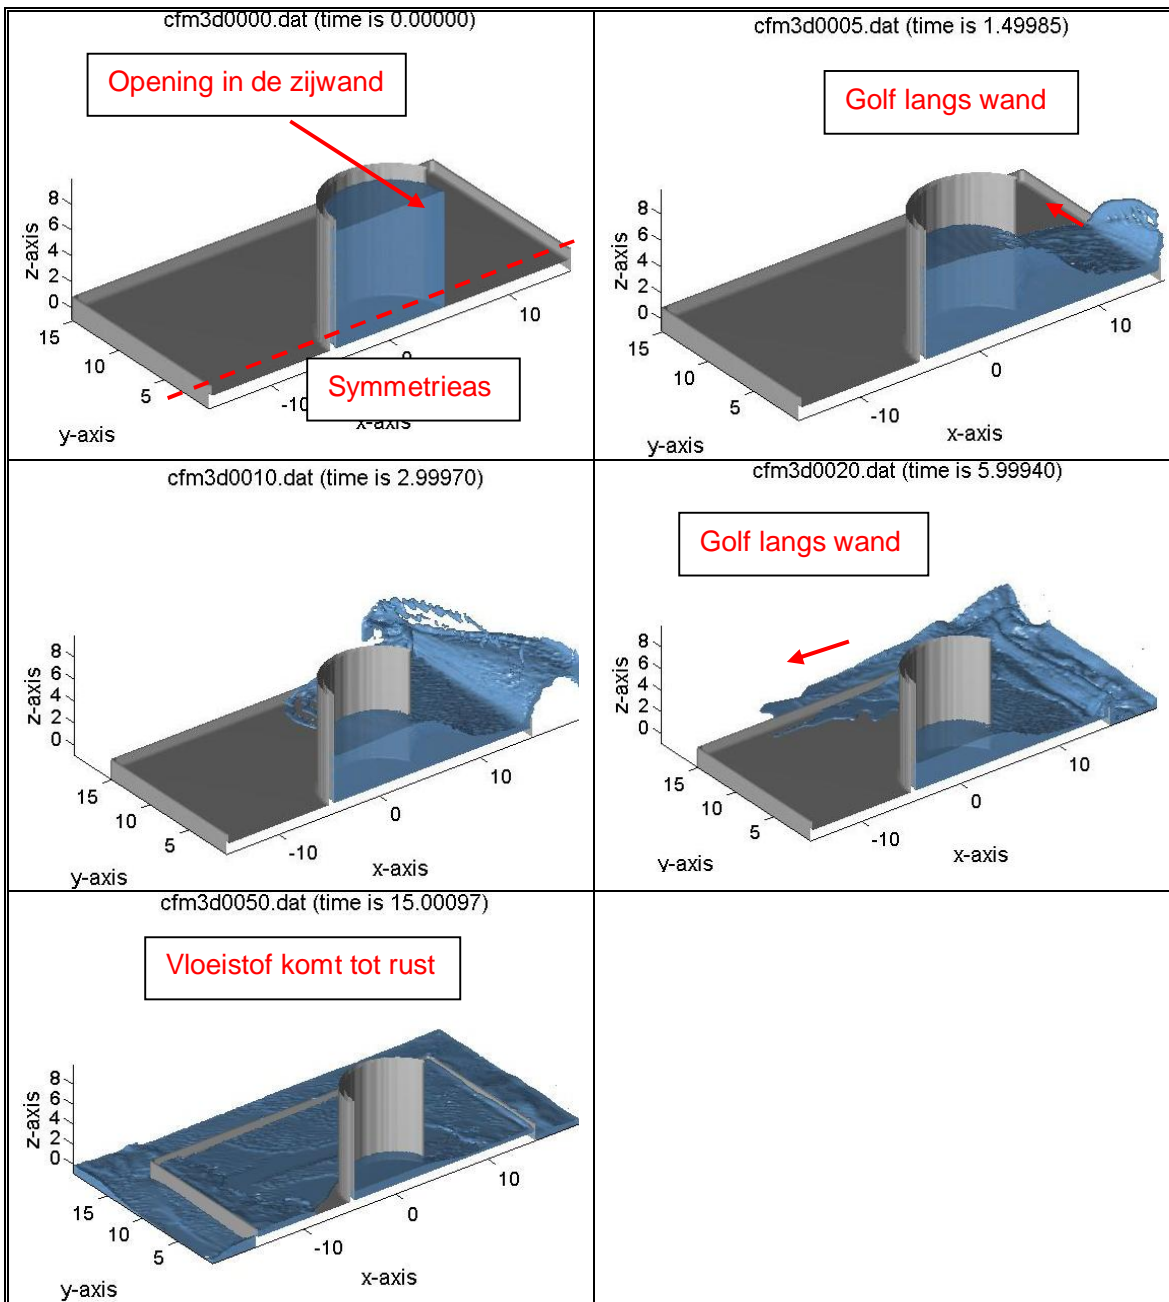 cfm3d0000.dat (time is 0.00000)
Opening in de zijwand
z-axis
8
6
4
2
0
15
10
5
y-axis
-10
0
10
x-axis
Symmetrieas
cfm3d0005.dat (time is 1.49985)
Golf langs wand
z-axis
8
6
4
2
0
15
10
5
y-axis
-10
0
10
x-axis
cfm3d0010.dat (time is 2.99970)
z-axis
8
6
4
2
0
15
10
5
y-axis
-10
0
10
x-axis
cfm3d0020.dat (time is 5.99940)
Golf langs wand
z-axis
8
6
4
2
0
15
10
5
y-axis
-10
0
10
x-axis
cfm3d0050.dat (time is 15.00097)
Vloeistof komt tot rust
z-axis
8
6
4
2
0
15
10
5
y-axis
-10
0
10
x-axis